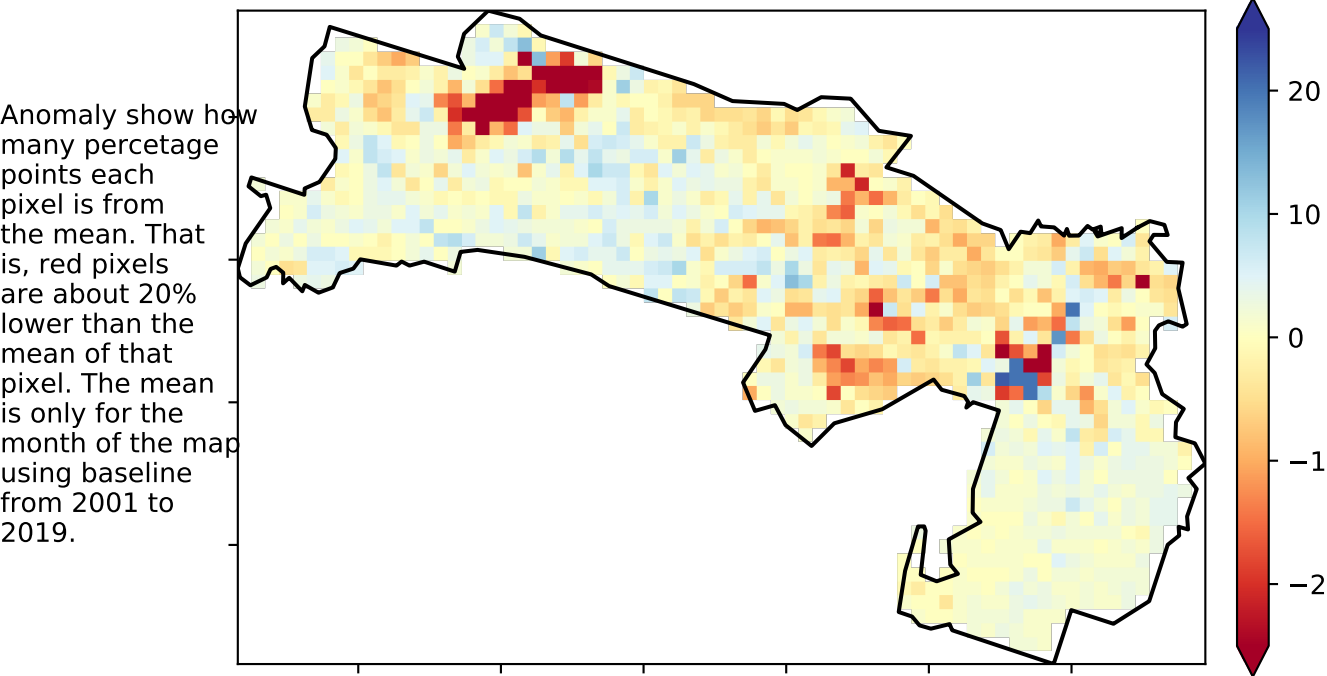 Anomaly show how
many percetage
points each
pixel is from
the mean. That
is, red pixels
are about 20%
lower than the
mean of that
pixel. The mean
is only for the
month of the map
using baseline
from 2001 to
2019.
20
10
0
−1
−2